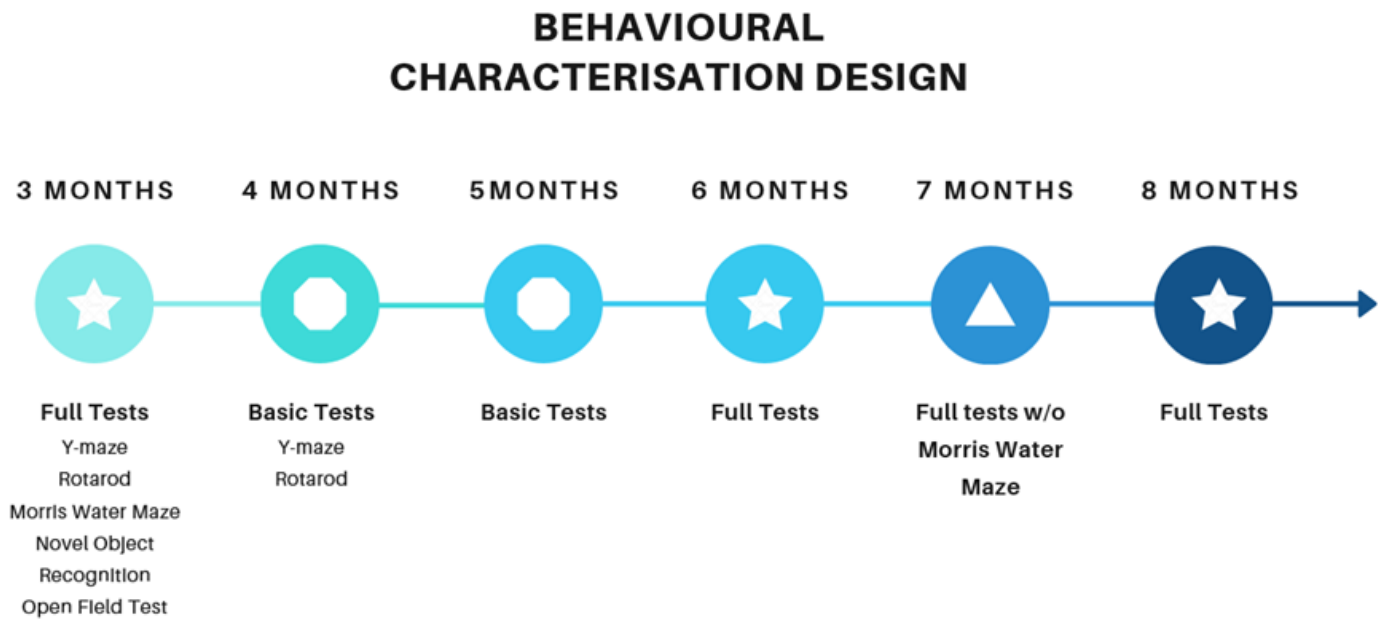 BEHAVIOURAL
CHARACTERISATION DESIGN
3 MONTHS
4 MONTHS
5MONTHS
6 MONTHS
7 MONTHS
8 MONTHS
Full Tests
Y-maze
Rotarod
Morris Water Maze
Novel Object
Recognition
Open Field Test
Basic Tests
Y-maze
Rotarod
Basic Tests
Full Tests
Full tests w/o
Morris Water
Maze
Full Tests